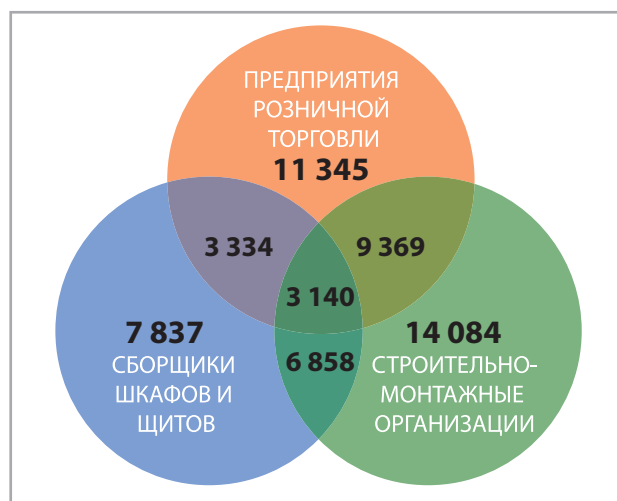 ПРЕДПРИЯТИЯ
РОЗНИЧНОЙ
ТОРГОВЛИ
11 345
3 334
9 369
3 140
7 837
СБОРЩИКИ
ШКАФОВ И
ЩИТОВ
6 858
14 084
СТРОИТЕЛЬНО-
МОНТАЖНЫЕ
ОРГАНИЗАЦИИ